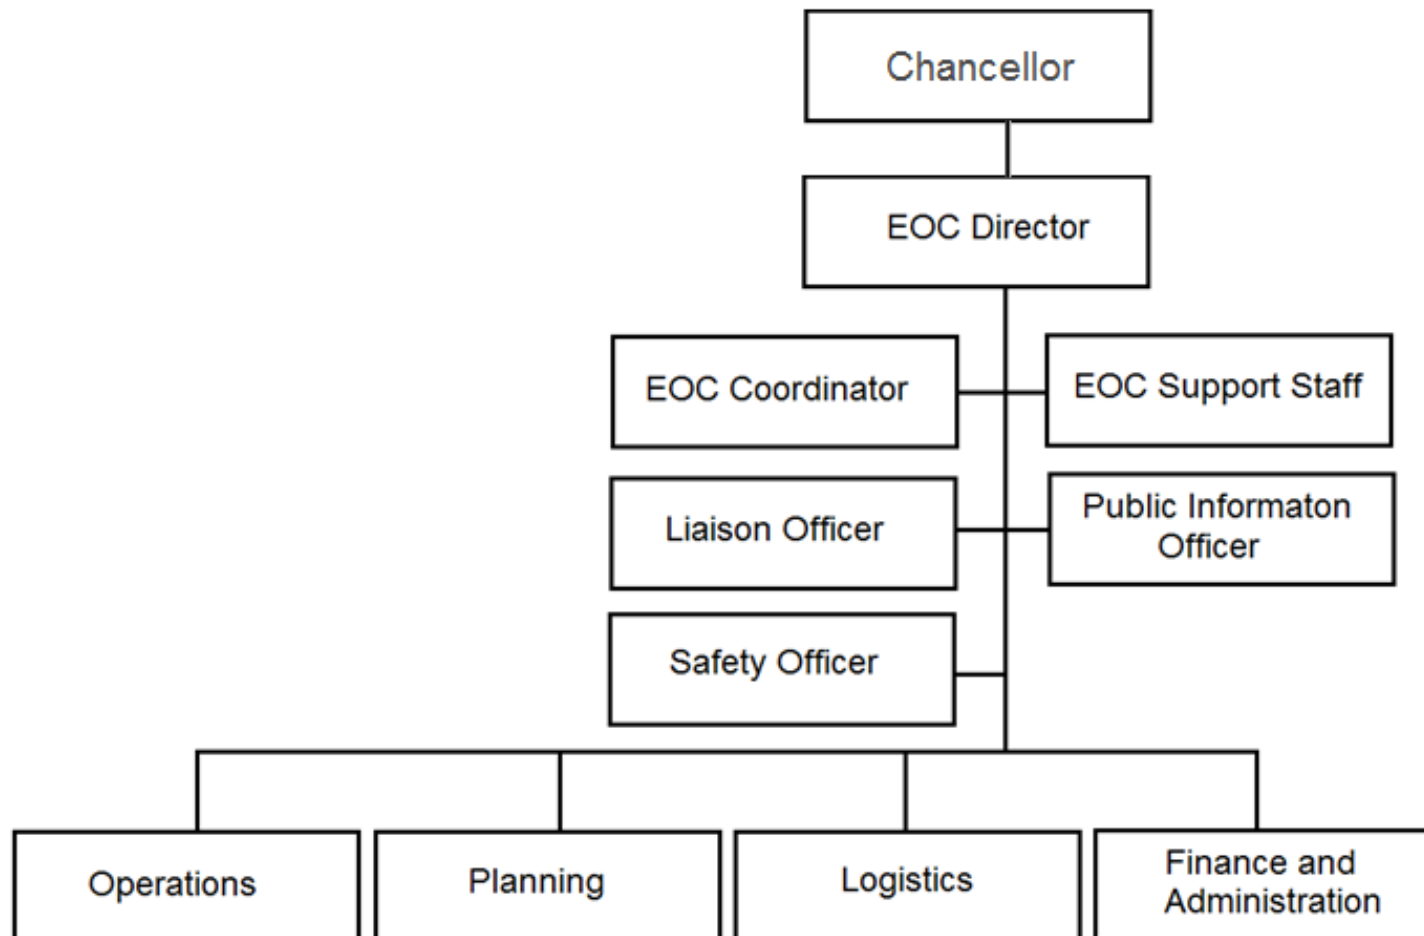 Chancellor
EOC Director
EOC Coordinator
EOC Support Staff
Liaison Officer
Public Informaton
Officer
Safety Officer
Operations
Planning
Logistics
Finance and
Administration